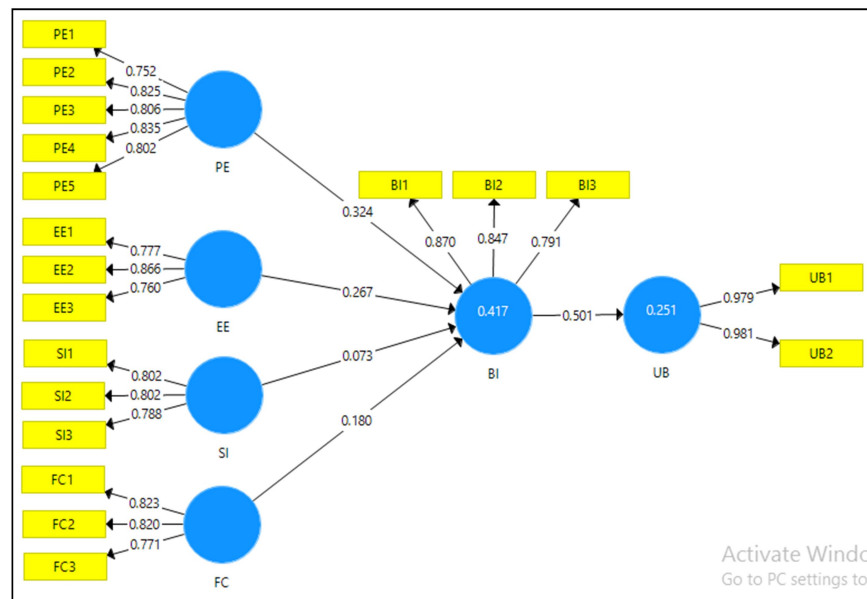 PE1
PE2
PE3
PE4
PE5
0.752
0.825
0.806
0.835
0.802
PE
EE1
EE2
EE3
0.777
0.866
0.760
EE
SI1
SI2
SI3
0.802
0.802
0.788
SI
FC1
FC2
FC3
0.823
0.820
0.771
FC
0.324
0.267
0.073
0.180
BI1
BI2
BI3
0.870
0.847
0.791
0.417
BI
0.501
0.251
UB
0.979
0.981
UB1
UB2
Activate Windo
Go to PC settings to